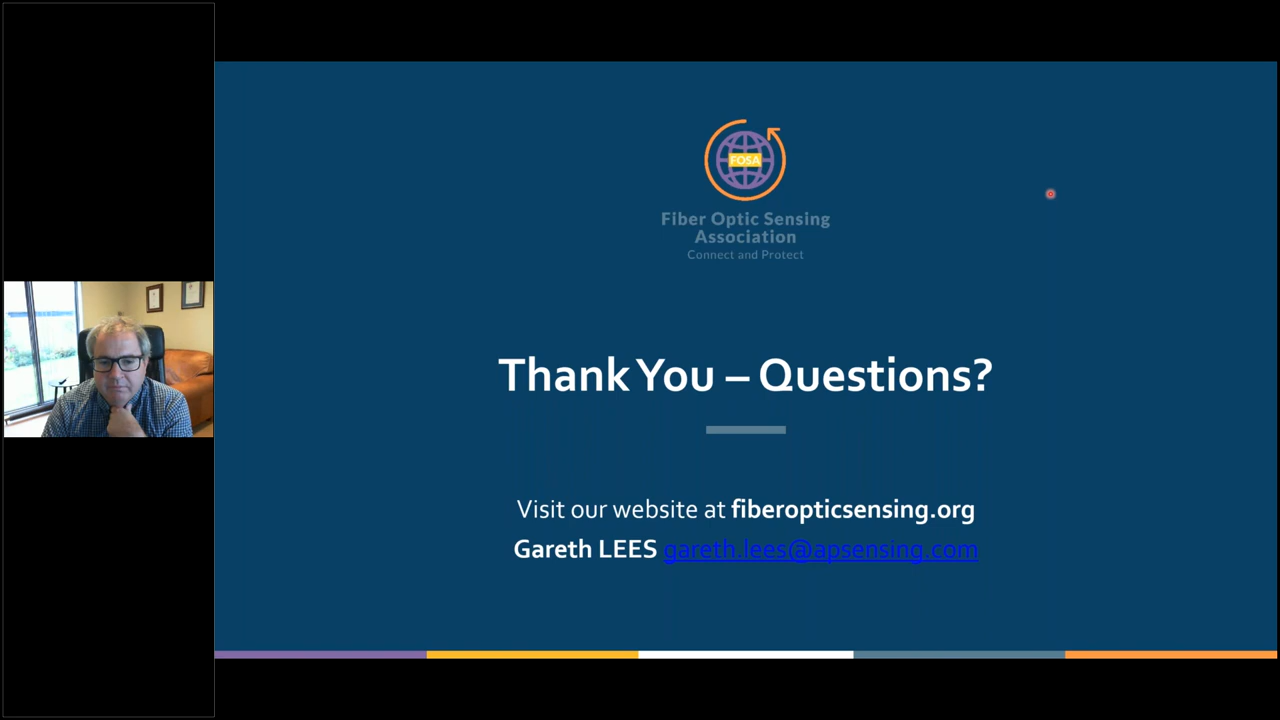 FOSA
Fiber Optic Sensing
Association
Connect and Protect
Thank You – Questions?
Visit our website at fiberopticsensing.org
Gareth LEES gareth.lees@apsensing.com